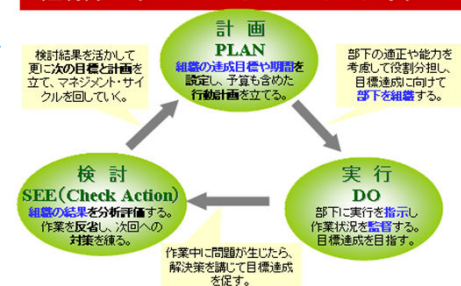 計 画
PLAN
組織の達成目標や期間を
設定し、予算も含めた
行動計画を立てる。
検討結果を活かして
更に次の目標と計画を
立て、マネジメント・サイ
クルを回していく。
部下の適正や能力を
考慮して役割分担し、
目標達成に向けて
部下を組織する。
検 討
SEE(Check Action)
組織の結果を分析評価する。
作業を反省し、次回への
対策を練る。
実 行
DO
部下に実行を指示し
作業状況を監督する。
目標達成を目指す。
作業中に問題が生じたら、
解決策を講じて目標達成
を促す。